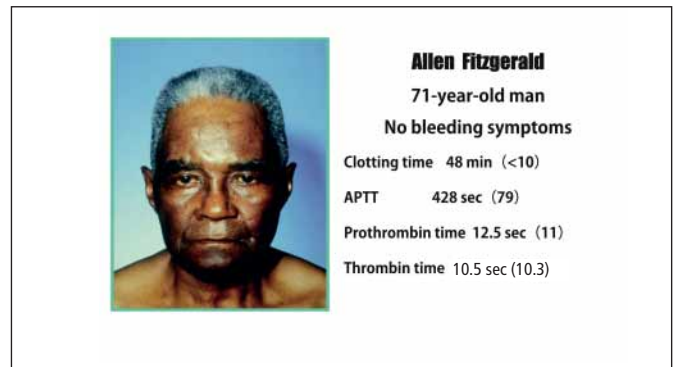 Allen Fitzgerald
71-year-old man
No bleeding symptoms
Clotting time 48 min (<10)
APTT 428 sec (79)
Prothrombin time 12.5 sec (11)
Thrombin time 10.5 sec (10.3)